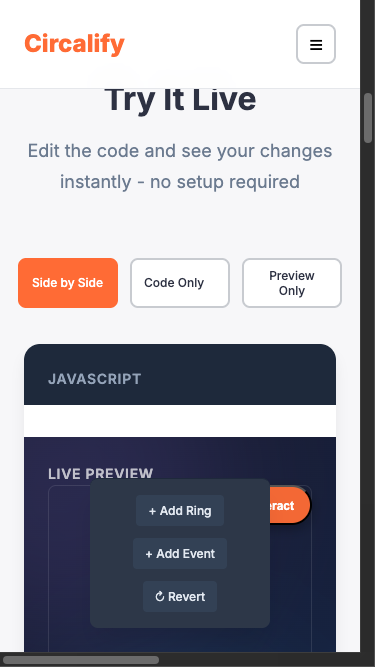 Circalify
Try It Live
Edit the code and see your changes
instantly - no setup required
Side by Side
Code Only
Preview
Only
JAVASCRIPT
LIVE PREVIEW
+ Add Ring
+ Add Event
↻ Revert